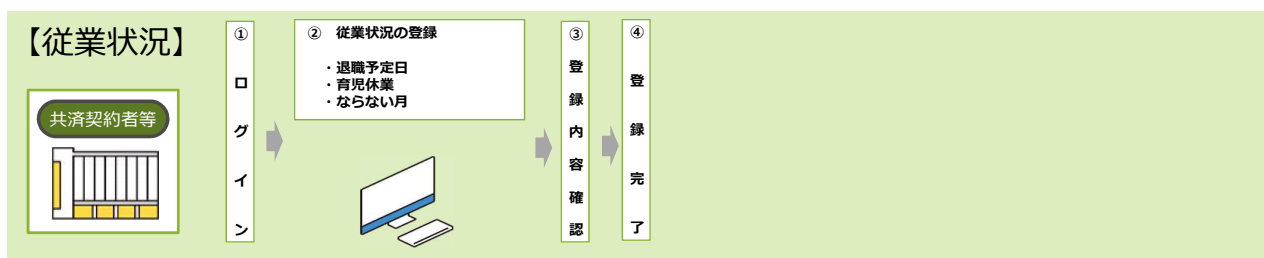 【従業状況】
共済契約者等
① ログイン
② 従業状況の登録
・退職予定日
・育児休業
・ならない月
③ 登録内容確認
④ 登録完了